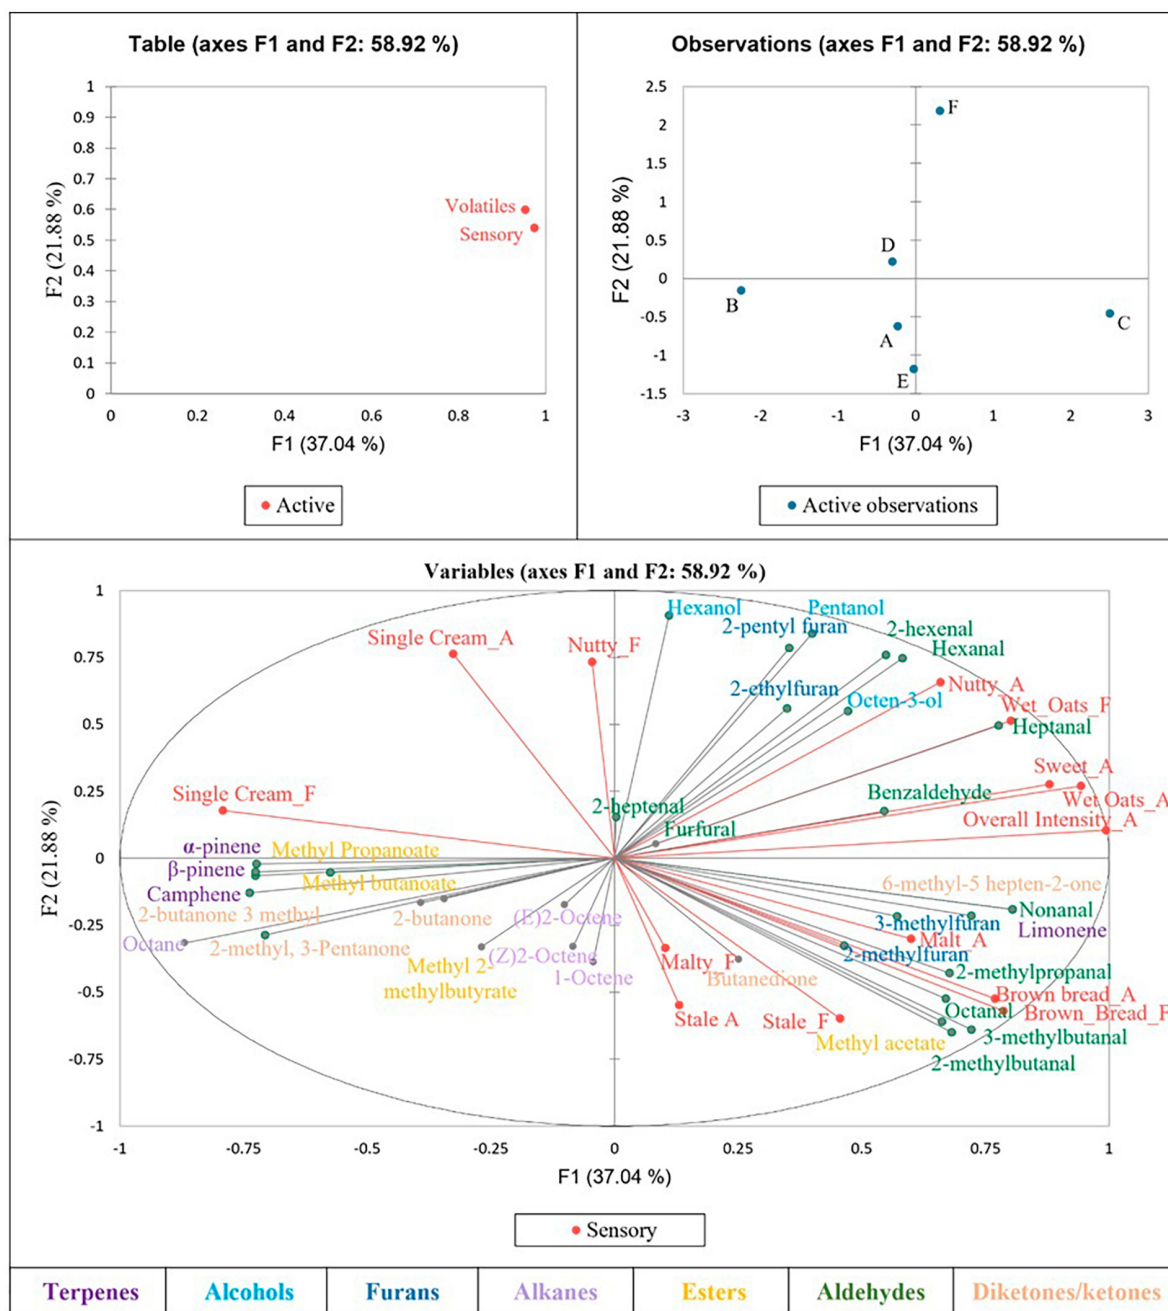 Table (axes F1 and F2: 58.92 %)
1
0.9
0.8
0.7
0.6
0.5
0.4
0.3
0.2
0.1
0
F2 (21.88 %)
Volatiles
Sensory
0 0.2 0.4 0.6 0.8 1
F1 (37.04 %)
Active
Observations (axes F1 and F2: 58.92 %)
2.5
2
1.5
1
0.5
0
-0.5
-1
-1.5
F2 (21.88 %)
F
D
B
A
C
E
-3 -2 -1 0 1 2 3
F1 (37.04 %)
Active observations
Variables (axes F1 and F2: 58.92 %)
1
0.75
0.5
0.25
0
-0.25
-0.5
-0.75
-1
F2 (21.88 %)
Hexanol
Pentanol
Single Cream_A
Nutty_F
2-pentyl furan
2-hexenal
Hexanal
2-ethylfuran
Nutty_A
Octen-3-ol
Wet_Oats_F
Heptanal
Sweet_A
Single Cream_F
2-heptenal
Benzaldehyde
Wet Oats_A
Furfural
Overall Intensity_A
α-pinene
Methyl Propanoate
β-pinene
Methyl butanoate
Camphene
6-methyl-5 hepten-2-one
2-butanone 3 methyl
2-butanone
(E)2-Octene
3-methylfuran
Nonanal
Limonene
Octane
2-methyl, 3-Pentanone
Malt_A
(Z)2-Octene
Malty_F
2-methylfuran
Methyl 2-
methylbutyrate
1-Octene
Butanedione
2-methylpropanal
Brown bread_A
Octanal
Brown_Bread_F
Stale A
Stale_F
Methyl acetate
3-methylbutanal
2-methylbutanal
-1 -0.75 -0.5 -0.25 0 0.25 0.5 0.75 1
F1 (37.04 %)
Sensory
Terpenes Alcohols Furans Alkanes Esters Aldehydes Diketones/ketones